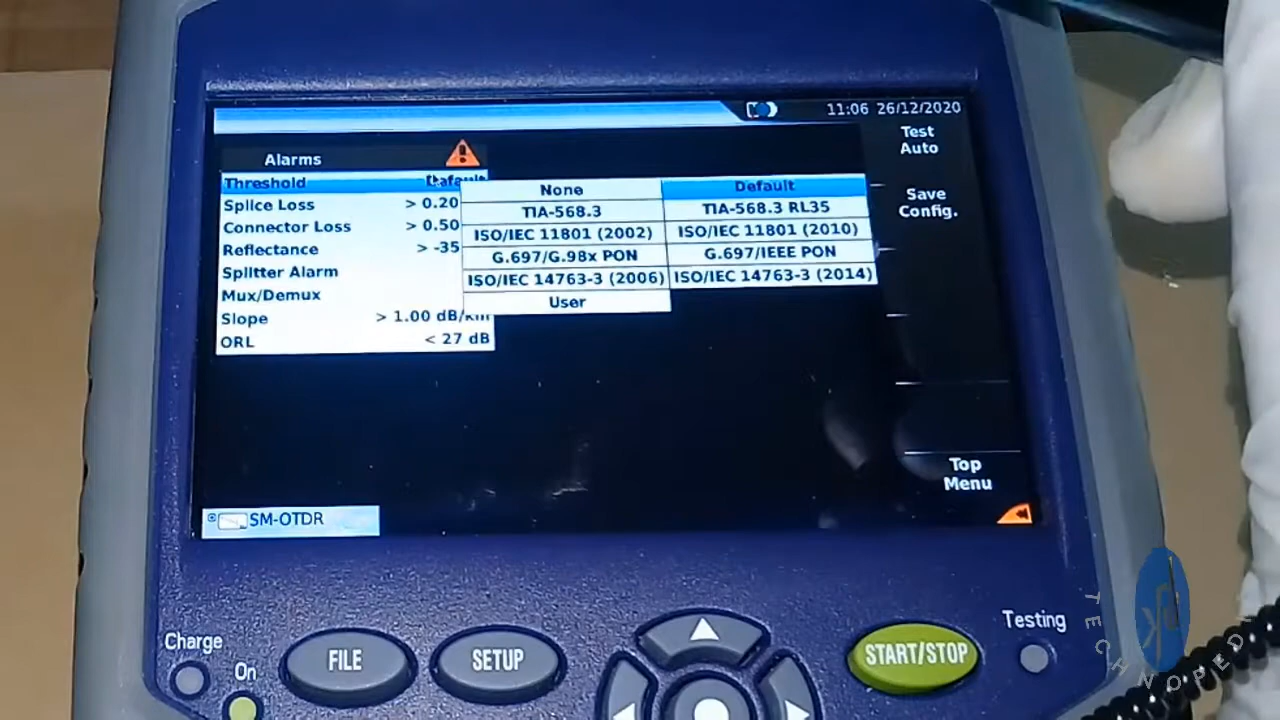 11:06 26/12/2020
Alarms
Threshold Default
Splice Loss > 0.20
Connector Loss > 0.50
Reflectance > -35
Splitter Alarm
Mux/Demux
Slope > 1.00 dB/km
ORL < 27 dB
None Default
TIA-568.3 TIA-568.3 RL35
ISO/IEC 11801 (2002) ISO/IEC 11801 (2010)
G.697/G.98x PON G.697/IEEE PON
ISO/IEC 14763-3 (2006) ISO/IEC 14763-3 (2014)
User
Test
Auto
Save
Config.
Top
Menu
SM-OTDR
Charge
On
FILE
SETUP
START/STOP
Testing